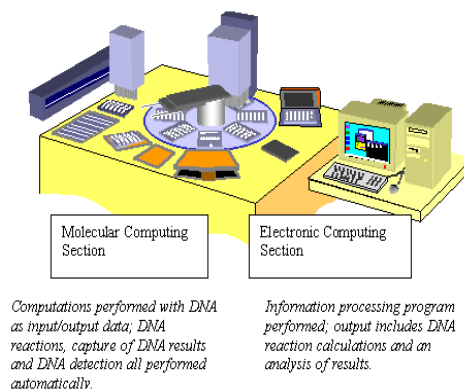 Molecular Computing
Section
Electronic Computing
Section
Computations performed with DNA
as input/output data; DNA
reactions, capture of DNA results
and DNA detection all performed
automatically.
Information processing program
performed; output includes DNA
reaction calculations and an
analysis of results.